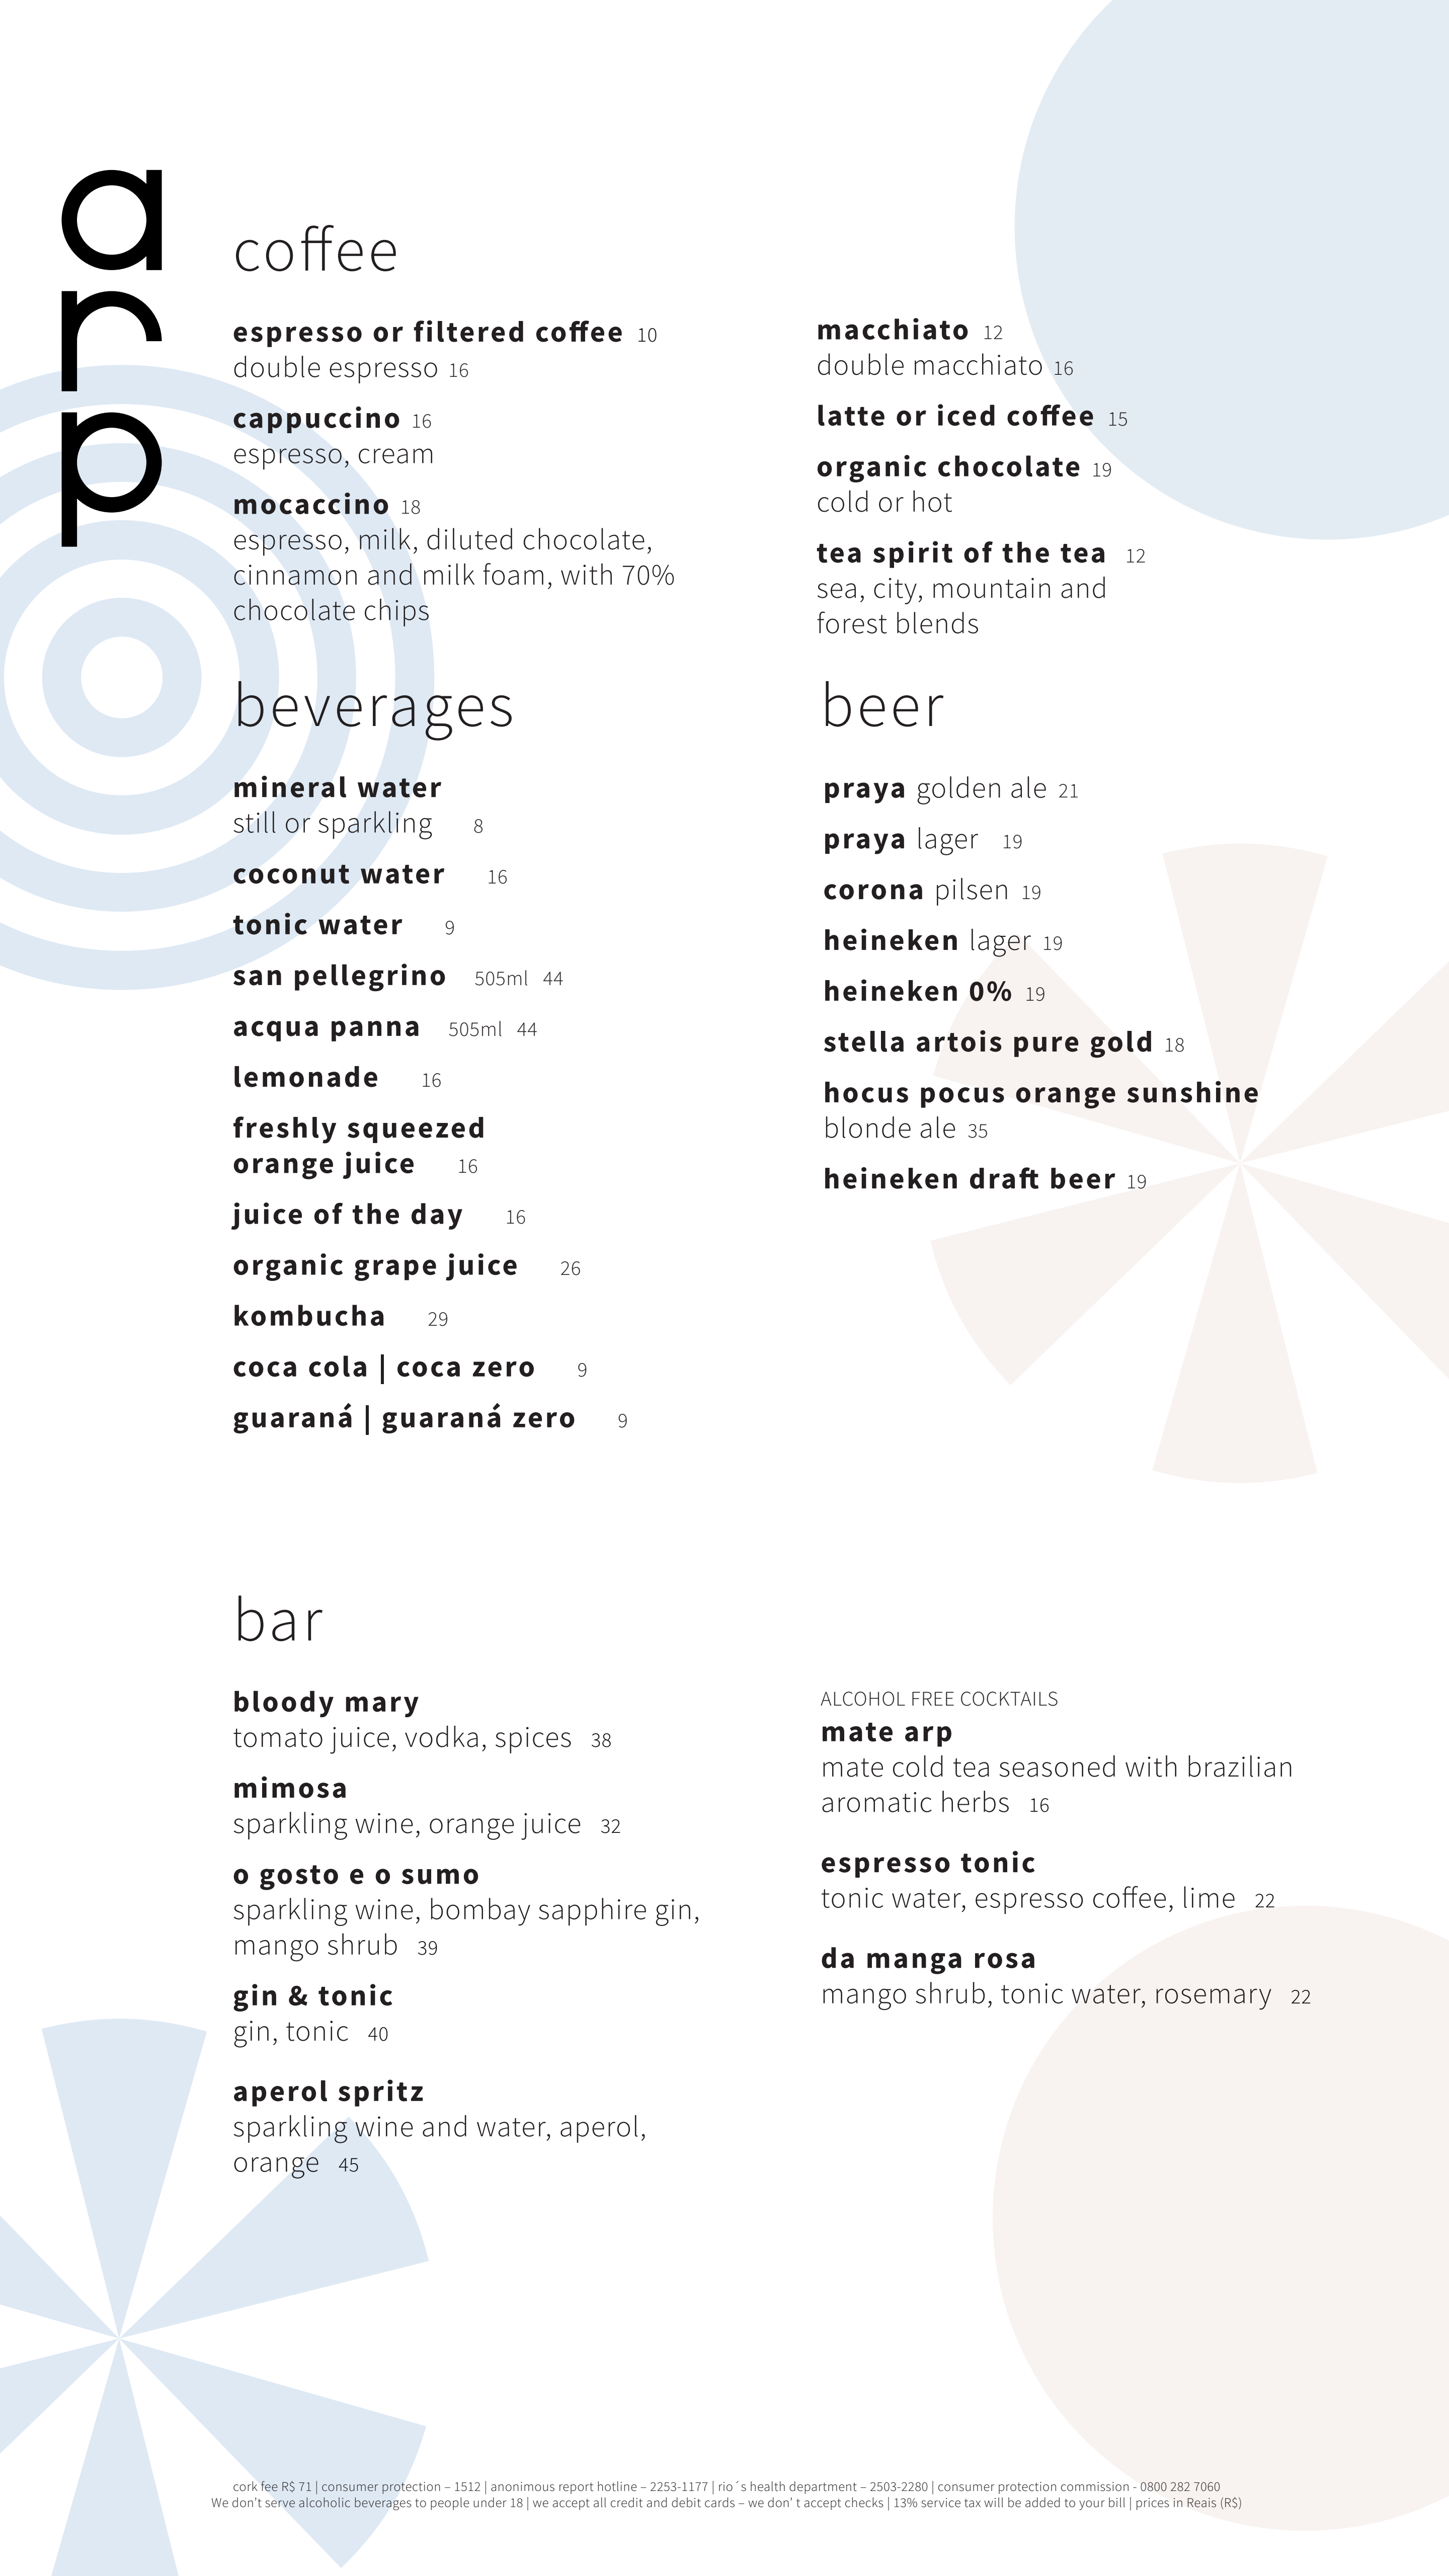 arp
coffee
espresso or filtered coffee 10
double espresso 16
cappuccino 16
espresso, cream
mocaccino 18
espresso, milk, diluted chocolate,
cinnamon and milk foam, with 70%
chocolate chips
macchiato 12
double macchiato 16
latte or iced coffee 15
organic chocolate 19
cold or hot
tea spirit of the tea 12
sea, city, mountain and
forest blends
beverages
mineral water
still or sparkling 8
coconut water 16
tonic water 9
san pellegrino 505ml 44
acqua panna 505ml 44
lemonade 16
freshly squeezed
orange juice 16
juice of the day 16
organic grape juice 26
kombucha 29
coca cola | coca zero 9
guaraná | guaraná zero 9
beer
praya golden ale 21
praya lager 19
corona pilsen 19
heineken lager 19
heineken 0% 19
stella artois pure gold 18
hocus pocus orange sunshine
blonde ale 35
heineken draft beer 19
bar
bloody mary
tomato juice, vodka, spices 38
mimosa
sparkling wine, orange juice 32
o gosto e o sumo
sparkling wine, bombay sapphire gin,
mango shrub 39
gin & tonic
gin, tonic 40
aperol spritz
sparkling wine and water, aperol,
orange 45
ALCOHOL FREE COCKTAILS
mate arp
mate cold tea seasoned with brazilian
aromatic herbs 16
espresso tonic
tonic water, espresso coffee, lime 22
da manga rosa
mango shrub, tonic water, rosemary 22
cork fee R$ 71 | consumer protection – 1512 | anonimous report hotline – 2253-1177 | rio´s health department – 2503-2280 | consumer protection commission - 0800 282 7060
We don't serve alcoholic beverages to people under 18 | we accept all credit and debit cards – we don' t accept checks | 13% service tax will be added to your bill | prices in Reais (R$)